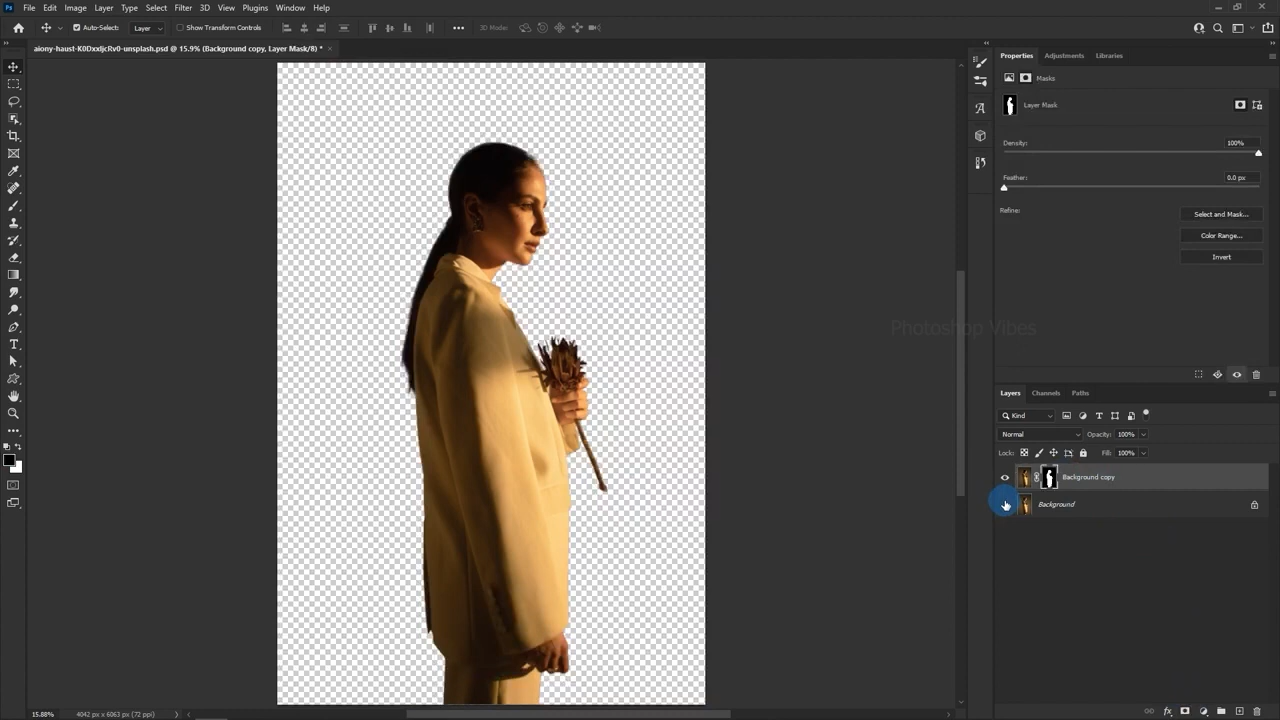 Ps File Edit Image Layer Type Select Filter 3D View Plugins Window Help
Auto-Select: Layer Show Transform Controls 3D Mode:
aiony-haust-K0DxxljcRv0-unsplash.psd @ 15.9% (Background copy, Layer Mask/8) * ×
Properties Adjustments Libraries
Masks
Layer Mask
Density: 100%
Feather: 0.0 px
Refine:
Select and Mask...
Color Range...
Invert
Photoshop Vibes
Layers Channels Paths
Kind
Normal Opacity: 100%
Lock: Fill: 100%
Background copy
Background
15.88% 4042 px x 6063 px (72 ppi)